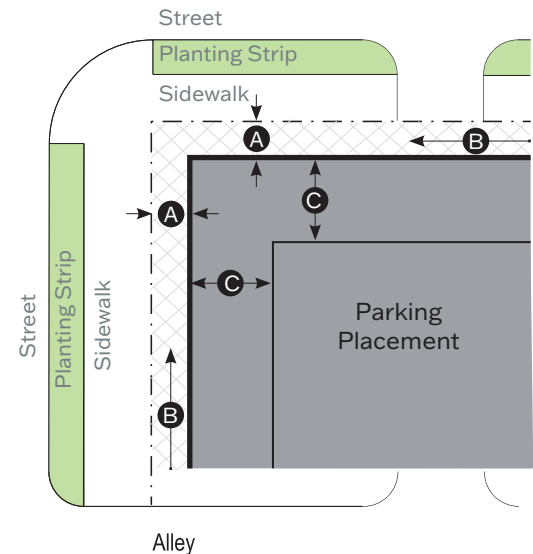 Street
Planting Strip
Sidewalk
A
B
A
C
C
Parking
Placement
Street
Planting Strip
Sidewalk
B
Alley